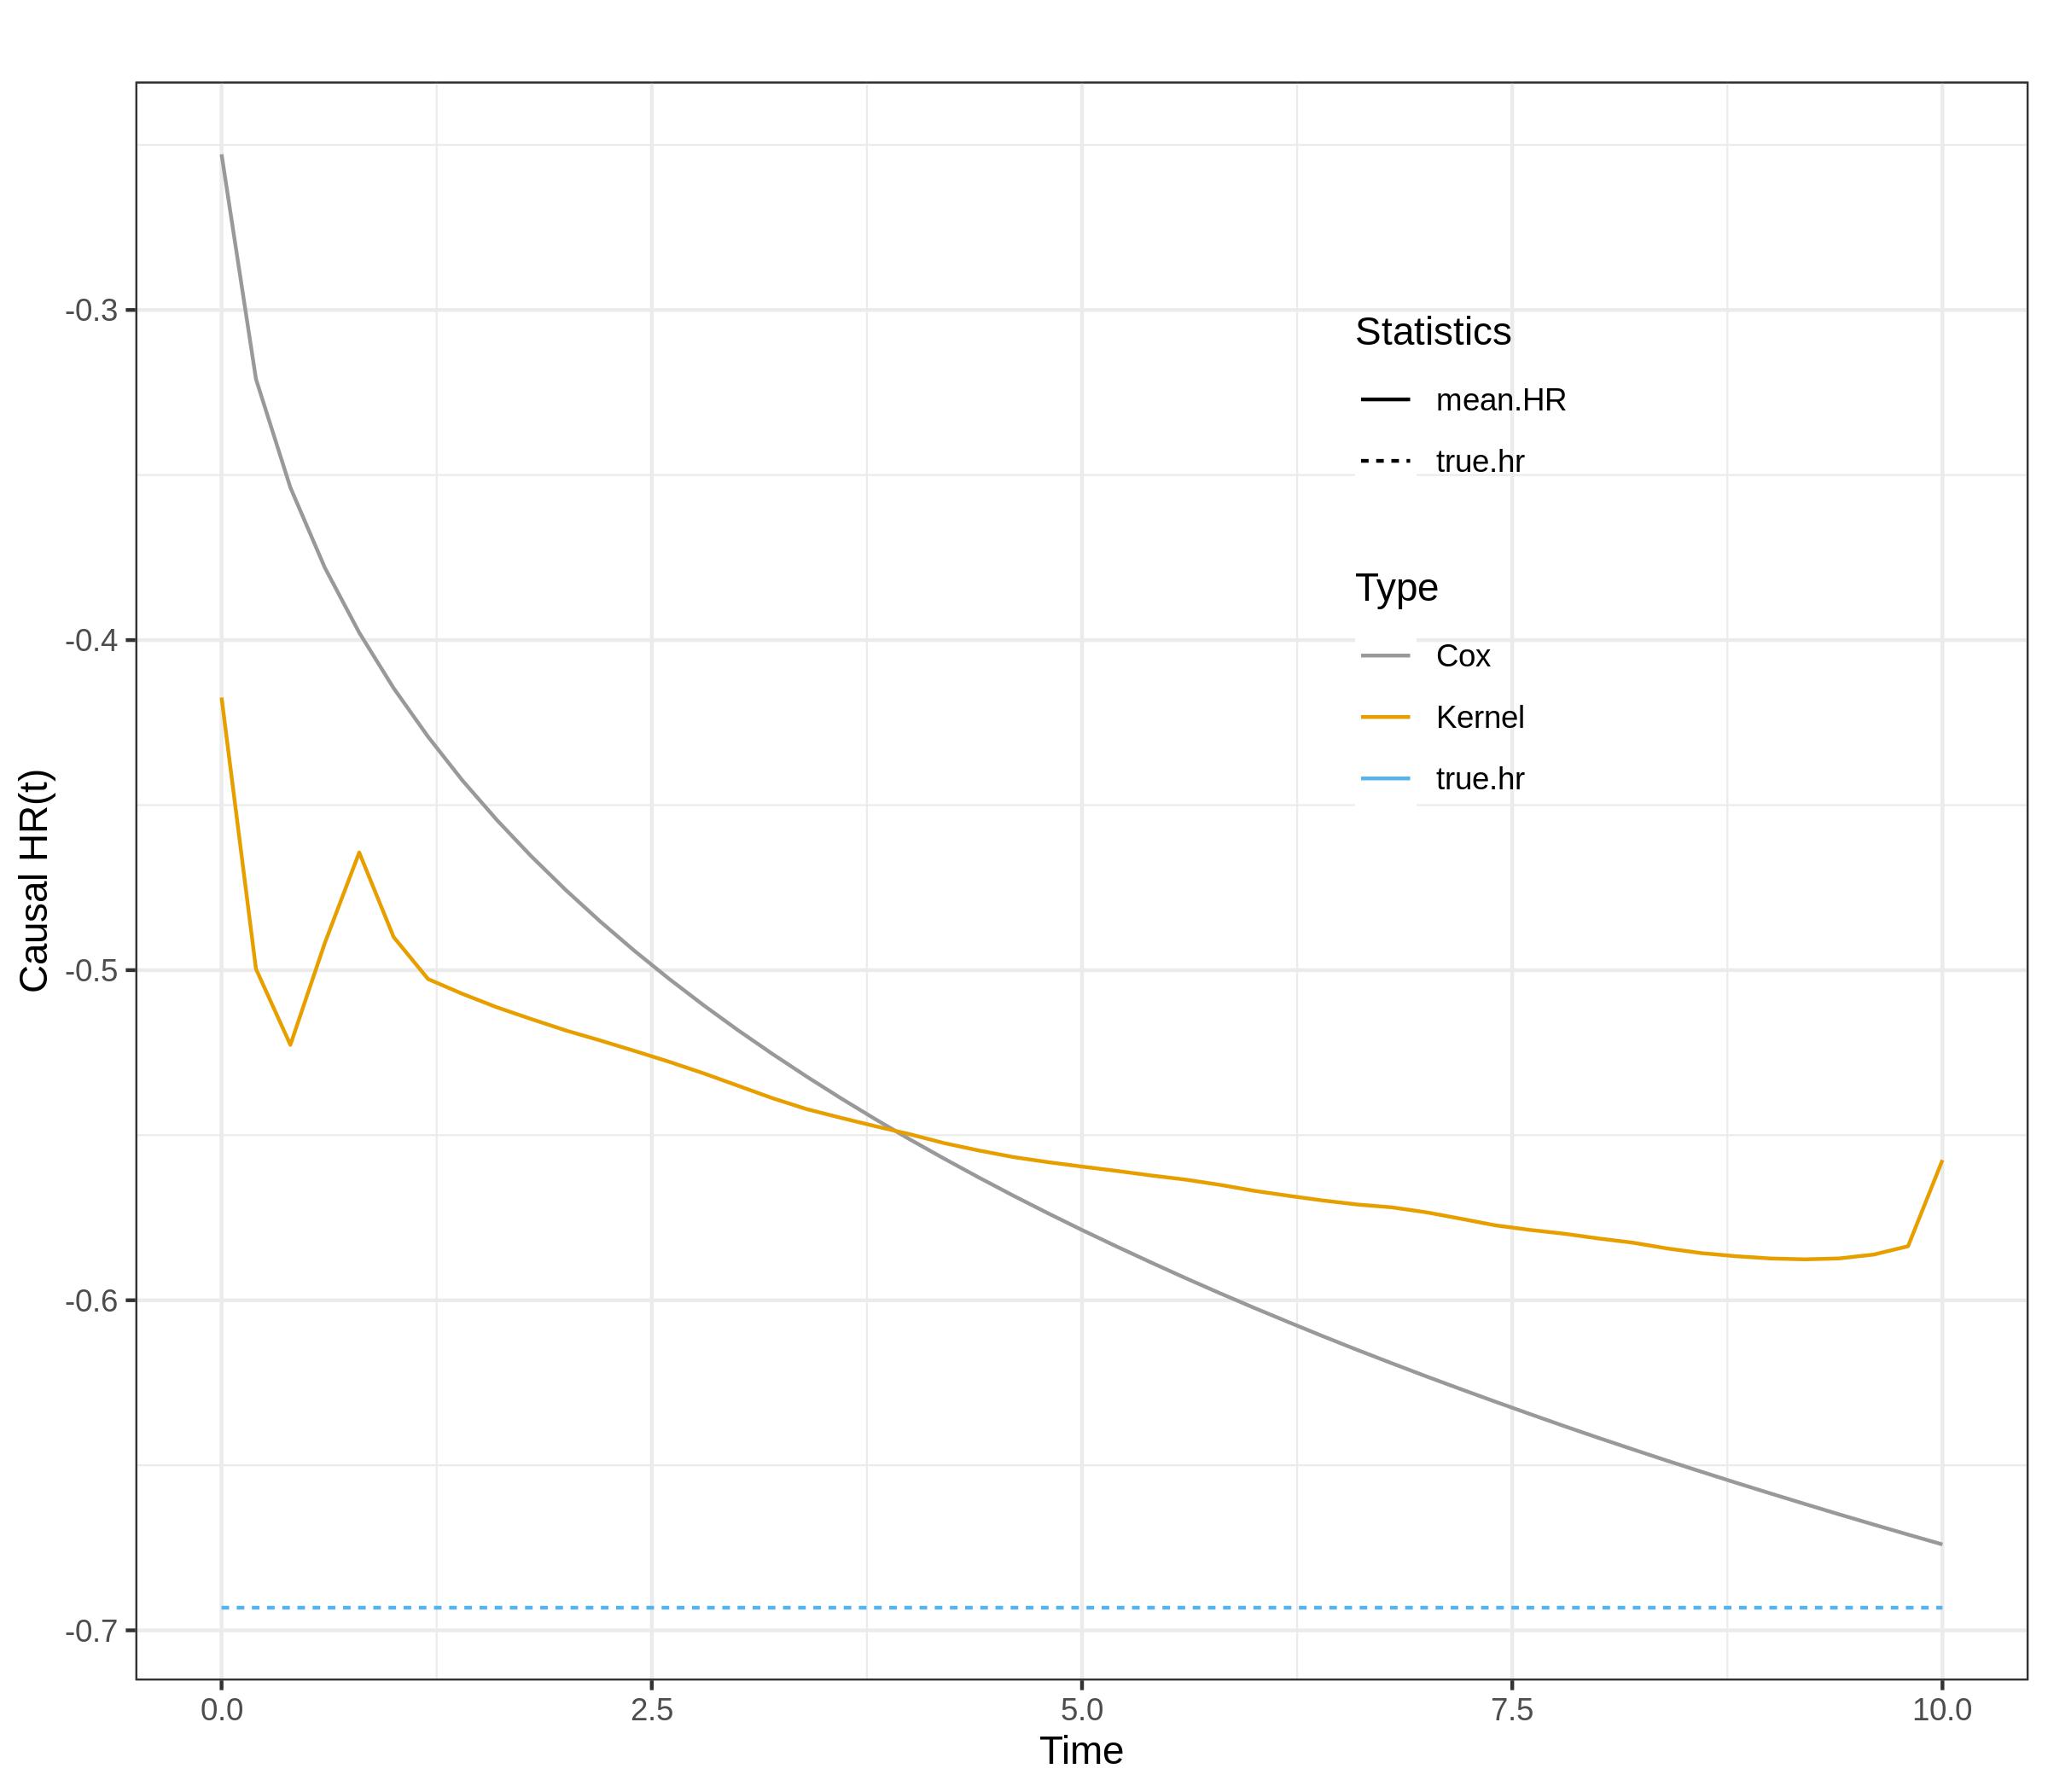 Causal HR(t)
-0.3
-0.4
-0.5
-0.6
-0.7
Statistics
mean.HR
true.hr
Type
Cox
Kernel
true.hr
0.0
2.5
5.0
7.5
10.0
Time